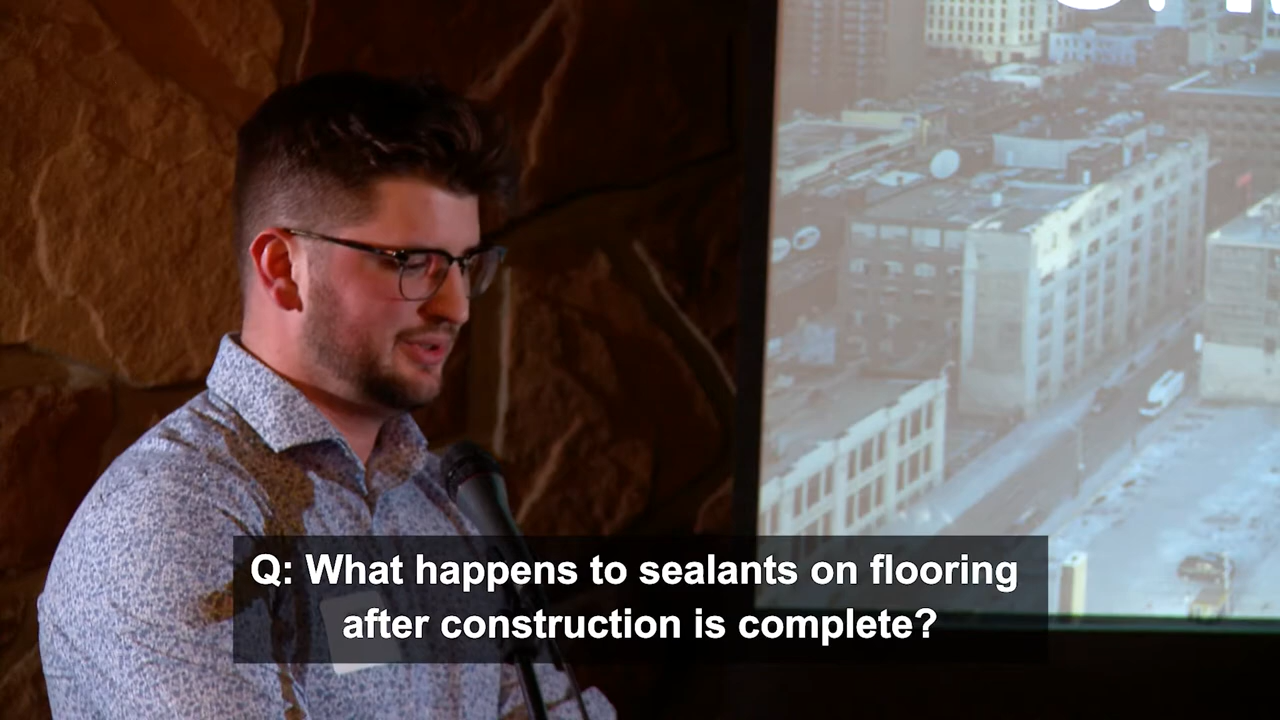 Q: What happens to sealants on flooring
after construction is complete?